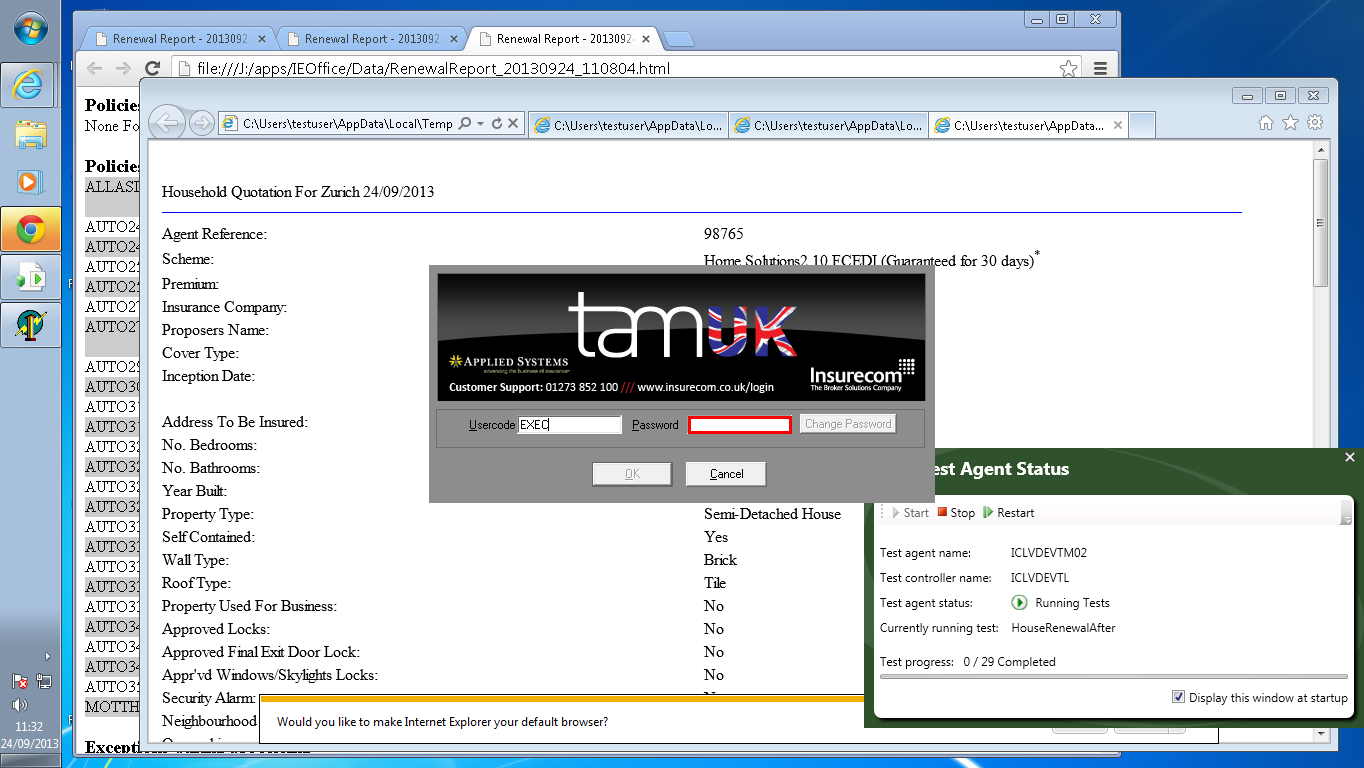 Renewal Report - 20130924
Renewal Report - 20130924
Renewal Report - 20130924
file:///J:/apps/IEOffice/Data/RenewalReport_20130924_110804.html
Policies
None Fo
Policies
ALLASI
AUTO24
AUTO24
AUTO25
AUTO25
AUTO27
AUTO27
AUTO29
AUTO30
AUTO31
AUTO31
AUTO32
AUTO32
AUTO32
AUTO32
AUTO31
AUTO31
AUTO31
AUTO31
AUTO31
AUTO34
AUTO34
AUTO34
AUTO35
MOTTH
C:\Users\testuser\AppData\Local\Temp
C:\Users\testuser\AppData\Lo...
C:\Users\testuser\AppData\Lo...
C:\Users\testuser\AppData...
Household Quotation For Zurich 24/09/2013
Agent Reference: 98765
Scheme: Home Solutions2 10 ECEDI (Guaranteed for 30 days)*
Premium:
Insurance Company:
Proposers Name:
Cover Type:
Inception Date:
Address To Be Insured:
No. Bedrooms:
No. Bathrooms:
Year Built:
Property Type: Semi-Detached House
Self Contained: Yes
Wall Type: Brick
Roof Type: Tile
Property Used For Business: No
Approved Locks: No
Approved Final Exit Door Lock: No
Appr'vd Windows/Skylights Locks: No
Security Alarm:
Neighbourhood
tamUK
APPLIED SYSTEMS
advancing the business of insurance
Customer Support: 01273 852 100 /// www.insurecom.co.uk/login
Insurecom
The Broker Solutions Company
Usercode EXEC Password Change Password
OK Cancel
est Agent Status
Start Stop Restart
Test agent name: ICLVDEVTM02
Test controller name: ICLVDEVTL
Test agent status: Running Tests
Currently running test: HouseRenewalAfter
Test progress: 0 / 29 Completed
Display this window at startup
Would you like to make Internet Explorer your default browser?
11:32
24/09/2013